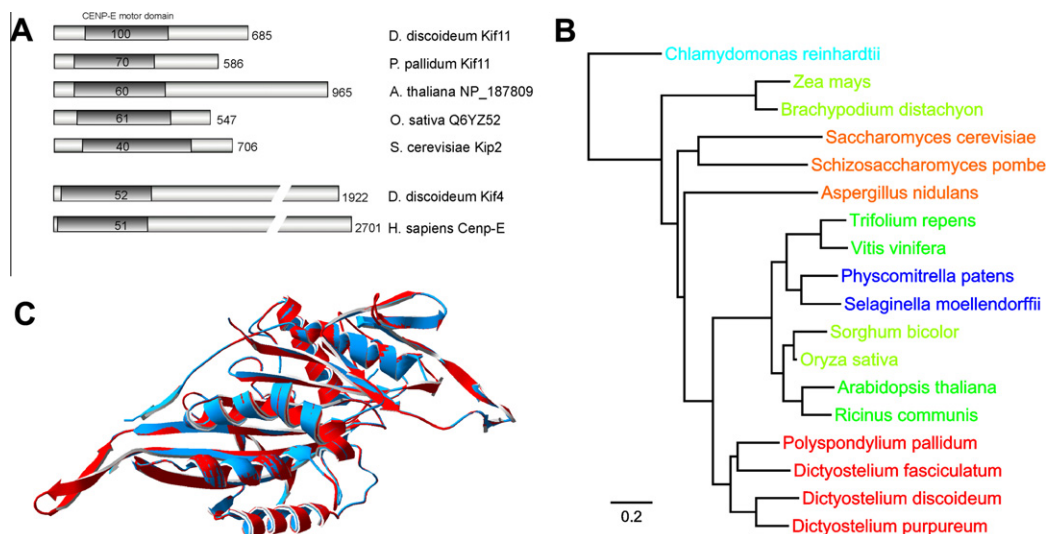 A
CENP-E motor domain
100
685
D. discoideum Kif11
70
586
P. pallidum Kif11
60
965
A. thaliana NP_187809
61
547
O. sativa Q6YZ52
40
706
S. cerevisiae Kip2
52
1922
D. discoideum Kif4
51
2701
H. sapiens Cenp-E
B
Chlamydomonas reinhardtii
Zea mays
Brachypodium distachyon
Saccharomyces cerevisiae
Schizosaccharomyces pombe
Aspergillus nidulans
Trifolium repens
Vitis vinifera
Physcomitrella patens
Selaginella moellendorffii
Sorghum bicolor
Oryza sativa
Arabidopsis thaliana
Ricinus communis
Polyspondylium pallidum
Dictyostelium fasciculatum
Dictyostelium discoideum
Dictyostelium purpureum
0.2
C